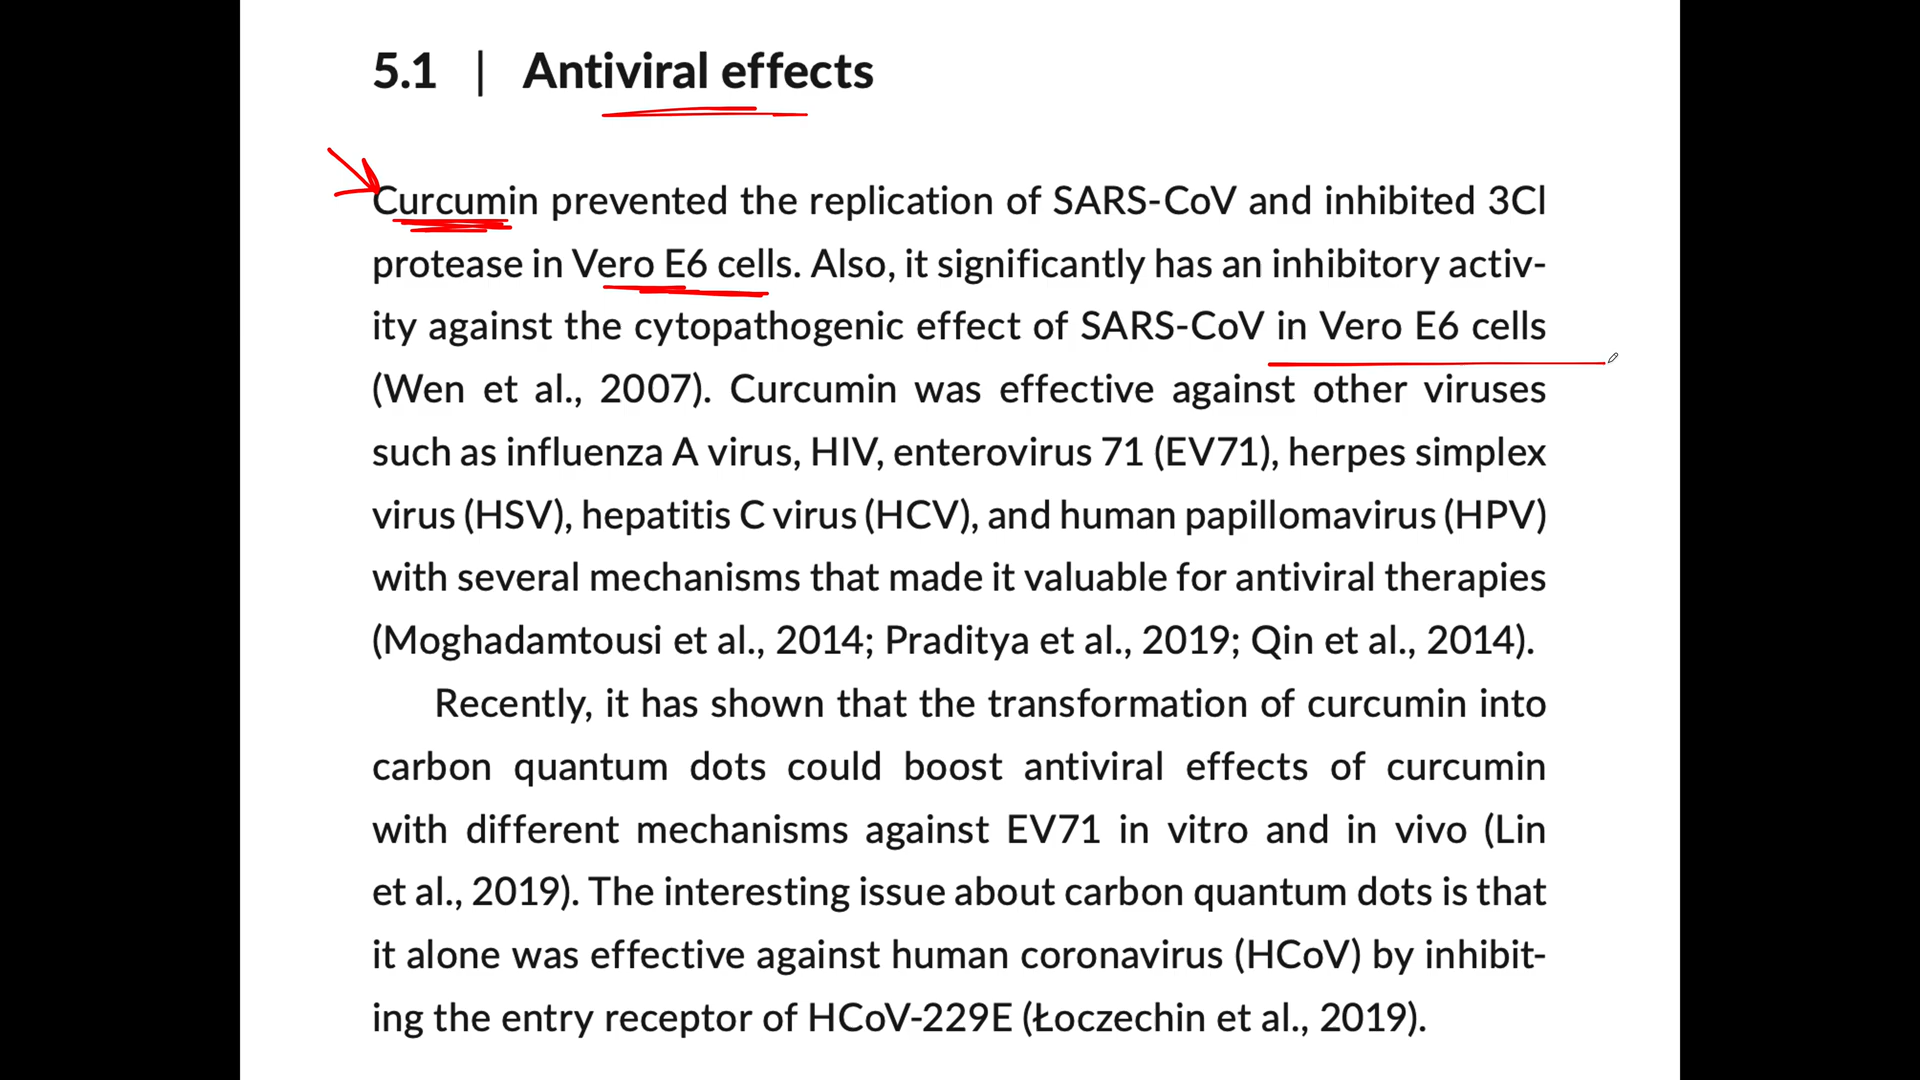 5.1 | Antiviral effects
Curcumin prevented the replication of SARS-CoV and inhibited 3Cl
protease in Vero E6 cells. Also, it significantly has an inhibitory activ-
ity against the cytopathogenic effect of SARS-CoV in Vero E6 cells
(Wen et al., 2007). Curcumin was effective against other viruses
such as influenza A virus, HIV, enterovirus 71 (EV71), herpes simplex
virus (HSV), hepatitis C virus (HCV), and human papillomavirus (HPV)
with several mechanisms that made it valuable for antiviral therapies
(Moghadamtousi et al., 2014; Praditya et al., 2019; Qin et al., 2014).
Recently, it has shown that the transformation of curcumin into
carbon quantum dots could boost antiviral effects of curcumin
with different mechanisms against EV71 in vitro and in vivo (Lin
et al., 2019). The interesting issue about carbon quantum dots is that
it alone was effective against human coronavirus (HCoV) by inhibit-
ing the entry receptor of HCoV-229E (Łoczechin et al., 2019).